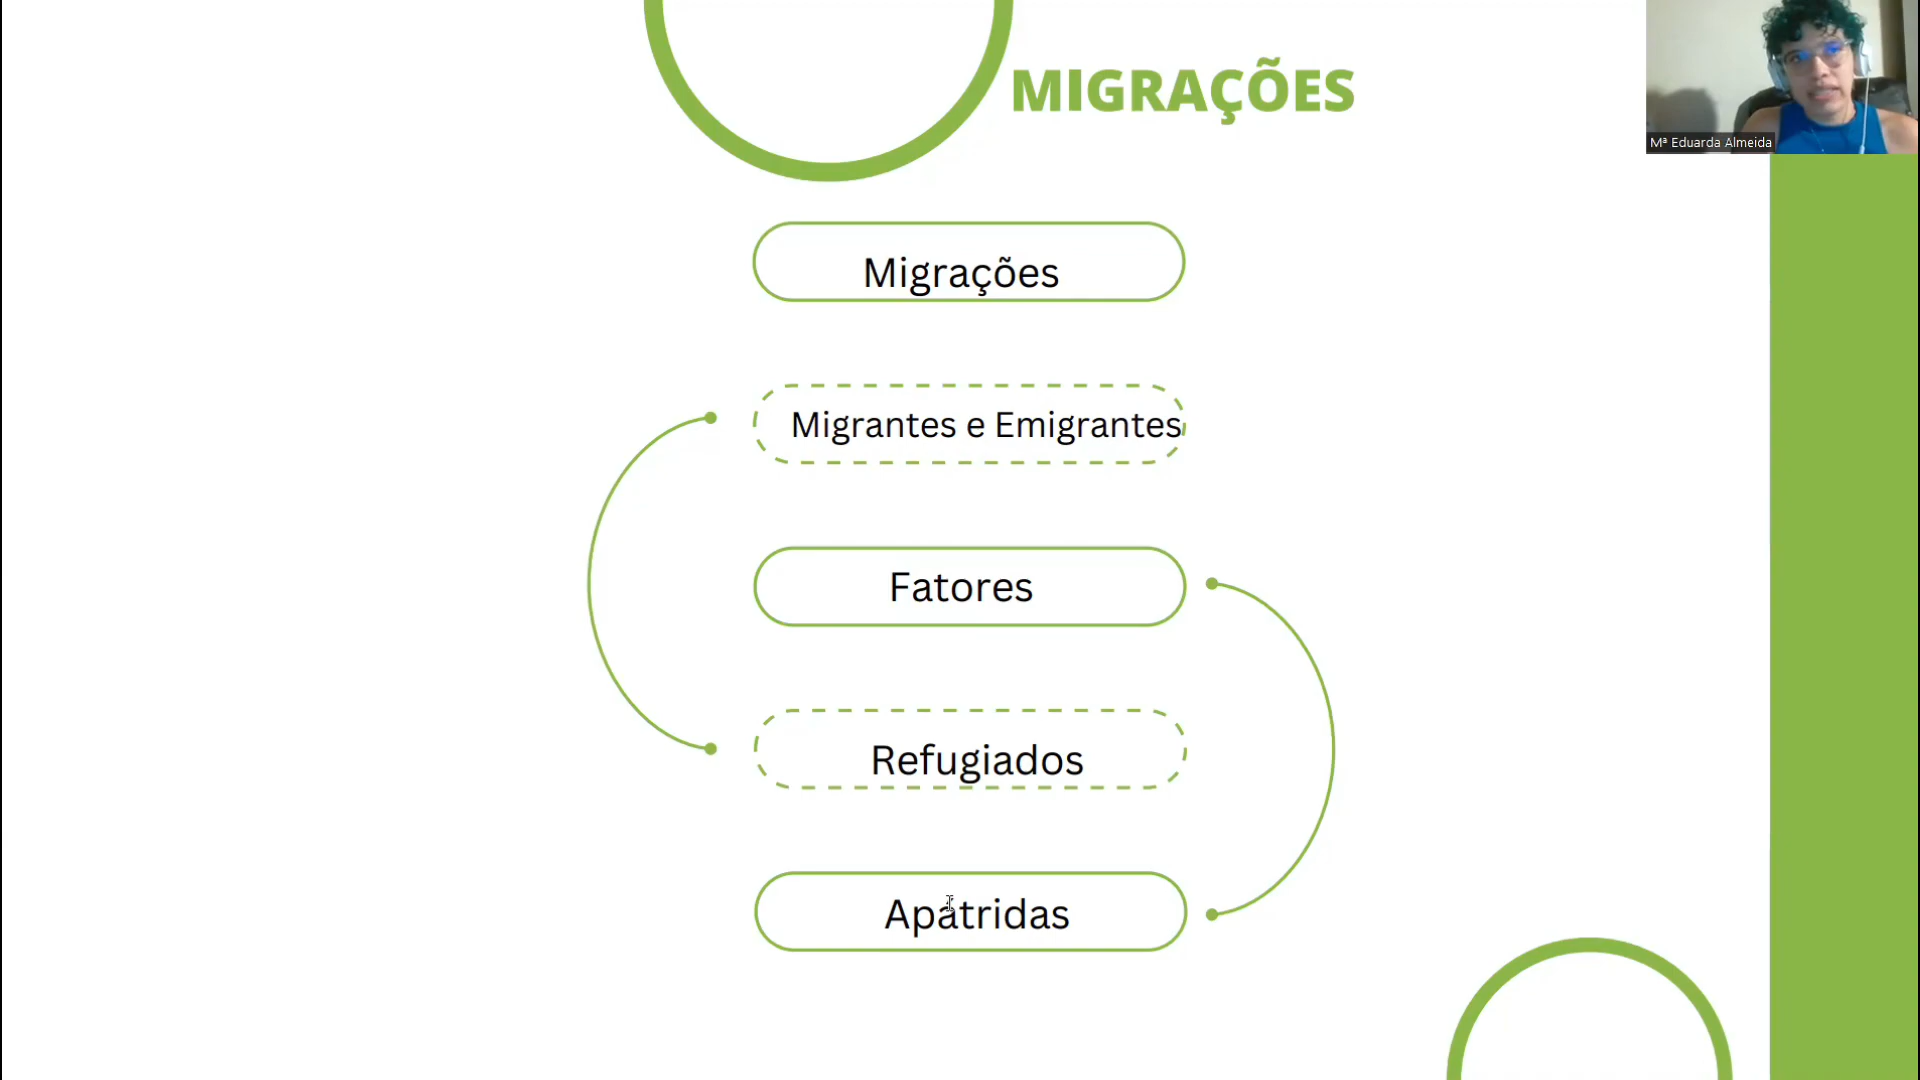 MIGRAÇÕES
Mª Eduarda Almeida
Migrações
Migrantes e Emigrantes
Fatores
Refugiados
Apátridas